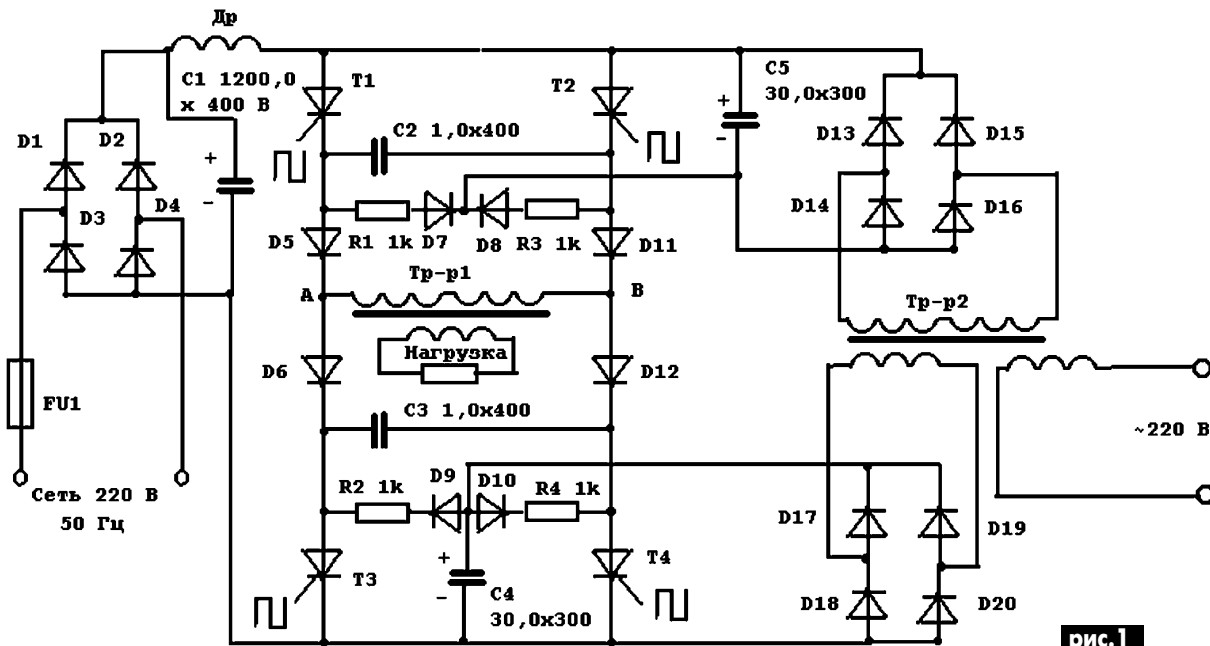 Др
C1 1200,0
x 400 В
T1
T2
C5
30,0x300
+
-
D1
D2
C2 1,0x400
D13
D15
+
-
D3
D4
D14
D16
D5
R1 1k
D7
D8
R3 1k
D11
Тр-р1
A
B
Тр-р2
Нагрузка
D6
D12
FU1
C3 1,0x400
~220 В
Сеть 220 В
50 Гц
R2 1k
D9
D10
R4 1k
D17
D19
T3
+
-
C4
30,0x300
T4
D18
D20
рис.1